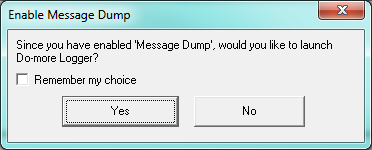 Enable Message Dump
Since you have enabled 'Message Dump', would you like to launch
Do-more Logger?
Remember my choice
Yes
No